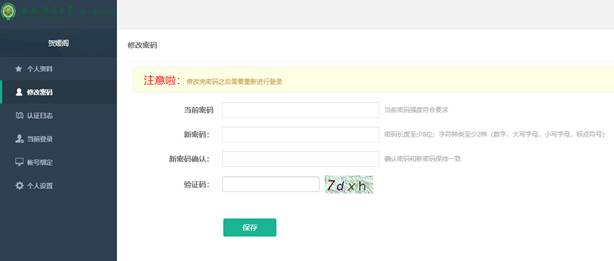 贺媛阁
个人资料
修改密码
认证日志
当前登录
帐号绑定
个人设置
修改密码
注意啦：修改完密码之后需要重新进行登录
当前密码 当前密码强度符合要求
新密码： 密码长度至少8位；字符种类至少2种（数字、大写字母、小写字母、标点符号）
新密码确认： 确认密码和新密码保持一致
验证码： 7dxh
保存